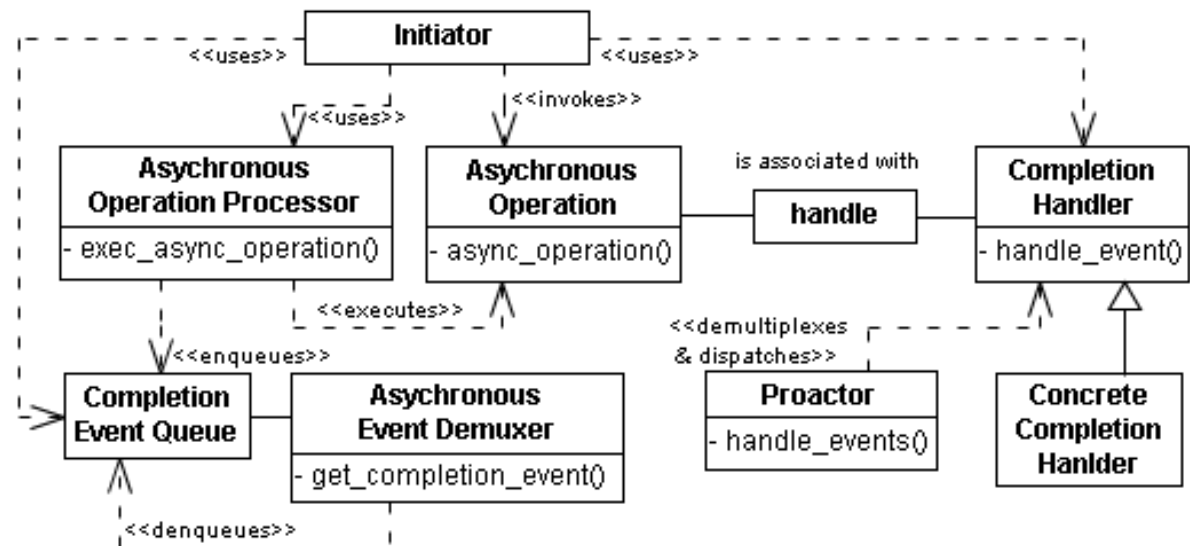 Initiator
<<uses>>
<<uses>>
<<uses>>
<<invokes>>
Asychronous
Operation Processor
- exec_async_operation()
Asychronous
Operation
- async_operation()
is associated with
handle
Completion
Handler
- handle_event()
<<executes>>
<<enqueues>>
<<demultiplexes
& dispatches>>
Completion
Event Queue
Asychronous
Event Demuxer
- get_completion_event()
Proactor
- handle_events()
Concrete
Completion
Hanlder
<<denqueues>>